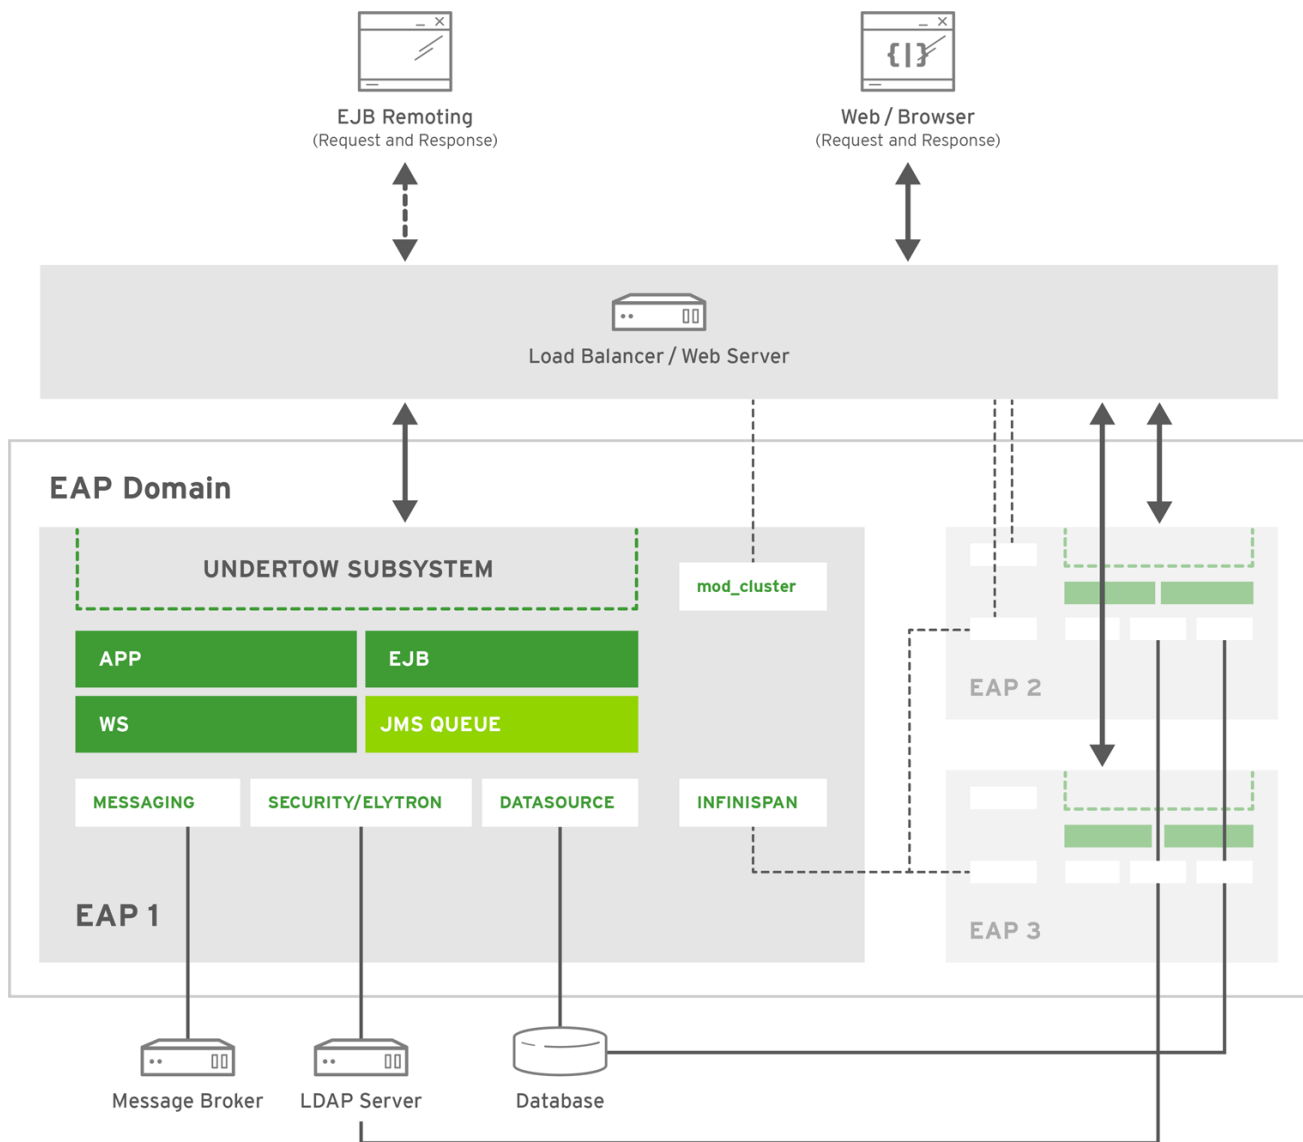 EJB Remoting
(Request and Response)
Web / Browser
(Request and Response)
{|}
Load Balancer / Web Server
EAP Domain
UNDERTOW SUBSYSTEM
mod_cluster
APP
EJB
WS
JMS QUEUE
MESSAGING
SECURITY/ELYTRON
DATASOURCE
INFINISPAN
EAP 1
EAP 2
EAP 3
Message Broker
LDAP Server
Database